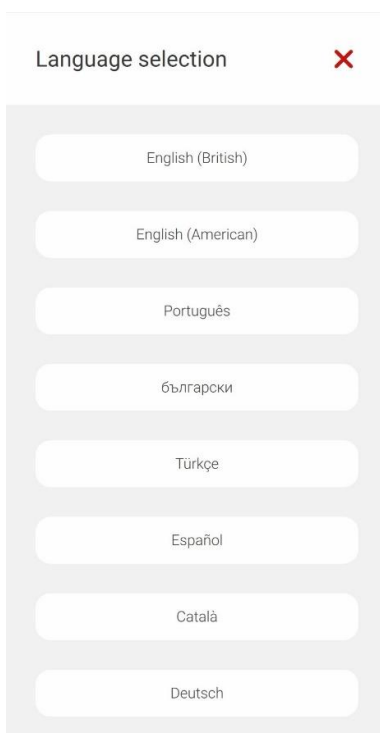 Language selection
English (British)
English (American)
Português
български
Türkçe
Español
Català
Deutsch